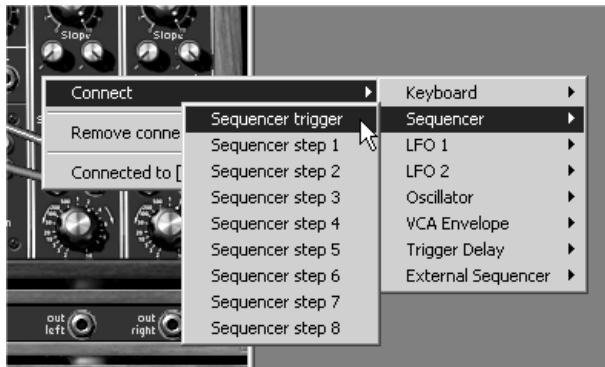 Slope
Slope
Connect
Remove conne
Connected to [
Sequencer trigger
Sequencer step 1
Sequencer step 2
Sequencer step 3
Sequencer step 4
Sequencer step 5
Sequencer step 6
Sequencer step 7
Sequencer step 8
Keyboard
Sequencer
LFO 1
LFO 2
Oscillator
VCA Envelope
Trigger Delay
External Sequencer
out left
out right